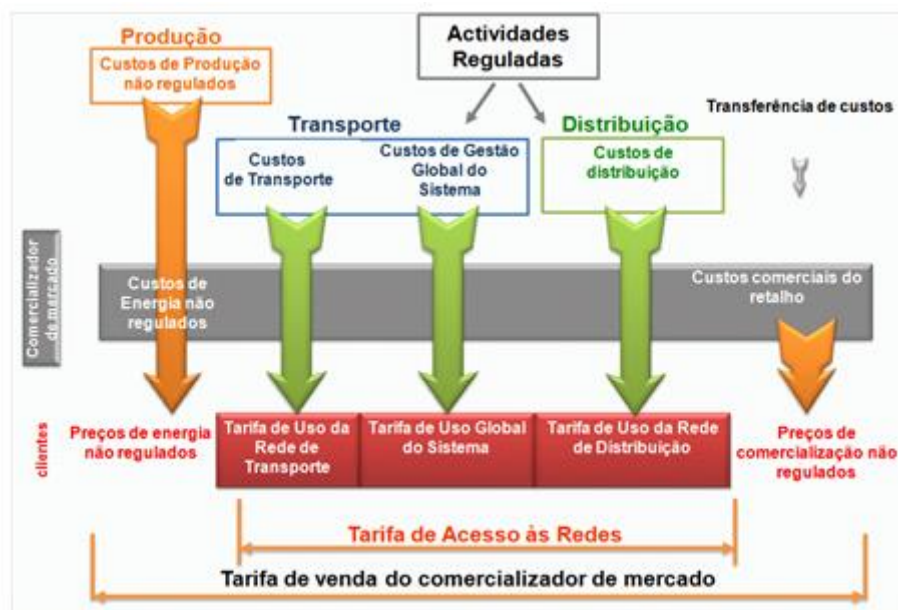 Produção
Custos de Produção
não regulados
Actividades
Reguladas
Transferência de custos
Transporte
Custos
de Transporte
Custos de Gestão
Global do
Sistema
Distribuição
Custos de
distribuição
Comercializador
de mercado
Custos de
Energia não
regulados
Custos comerciais do
retalho
clientes
Preços de energia
não regulados
Tarifa de Uso da
Rede de
Transporte
Tarifa de Uso Global
do Sistema
Tarifa de Uso da Rede
de Distribuição
Preços de
comercialização não
regulados
Tarifa de Acesso às Redes
Tarifa de venda do comercializador de mercado